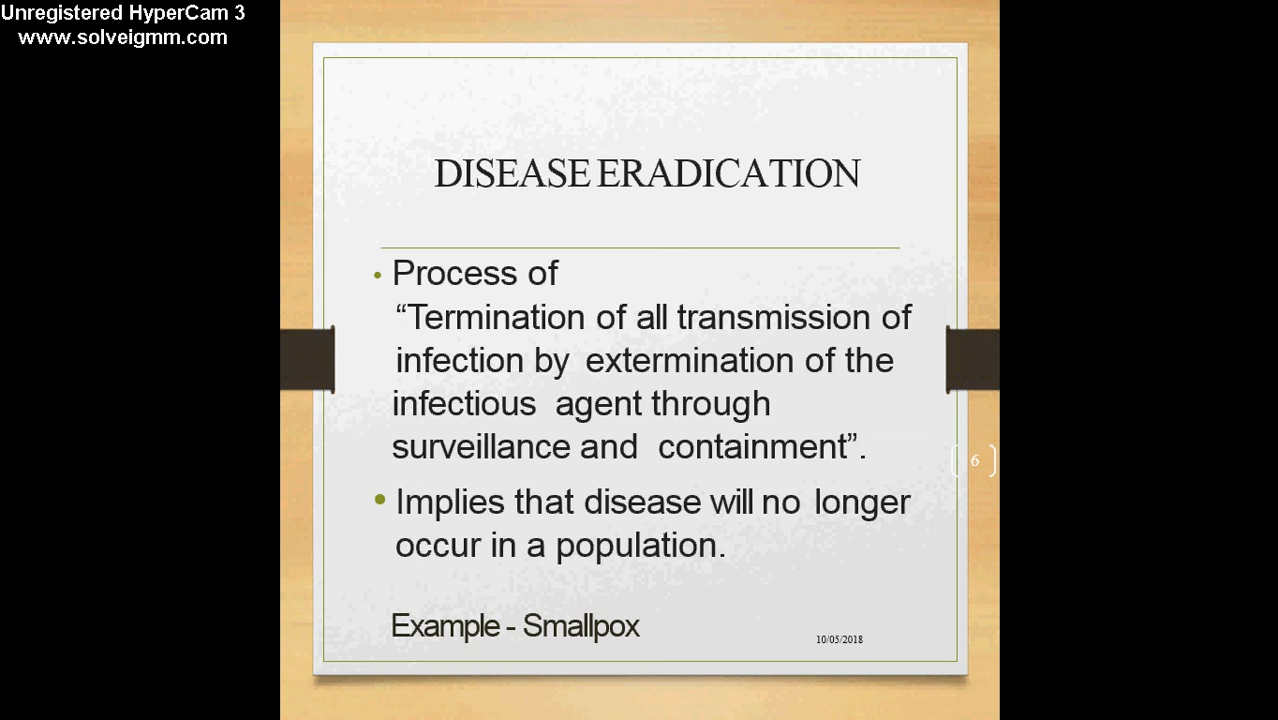 Unregistered HyperCam 3
www.solveigmm.com
DISEASE ERADICATION
• Process of
“Termination of all transmission of
infection by extermination of the
infectious agent through
surveillance and containment”.
6
• Implies that disease will no longer
occur in a population.
Example - Smallpox
10/05/2018